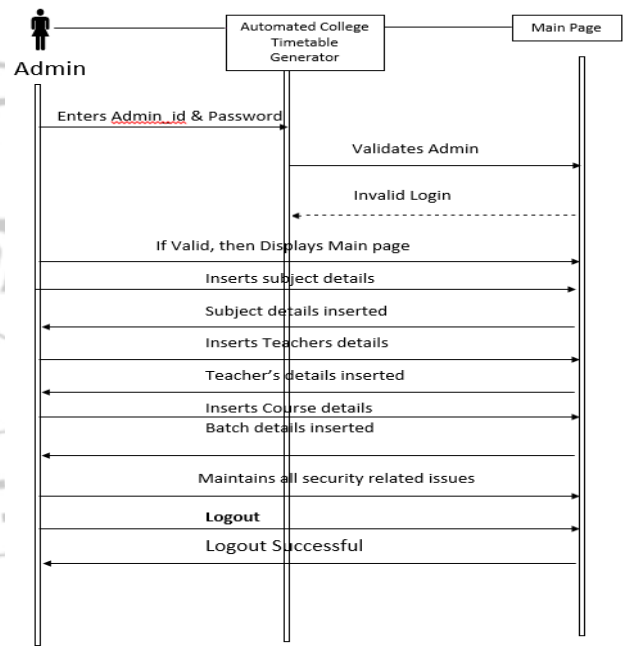 Automated College
Timetable
Generator
Main Page
Admin
Enters Admin_id & Password
Validates Admin
Invalid Login
If Valid, then Displays Main page
Inserts subject details
Subject details inserted
Inserts Teachers details
Teacher's details inserted
Inserts Course details
Batch details inserted
Maintains all security related issues
Logout
Logout Successful